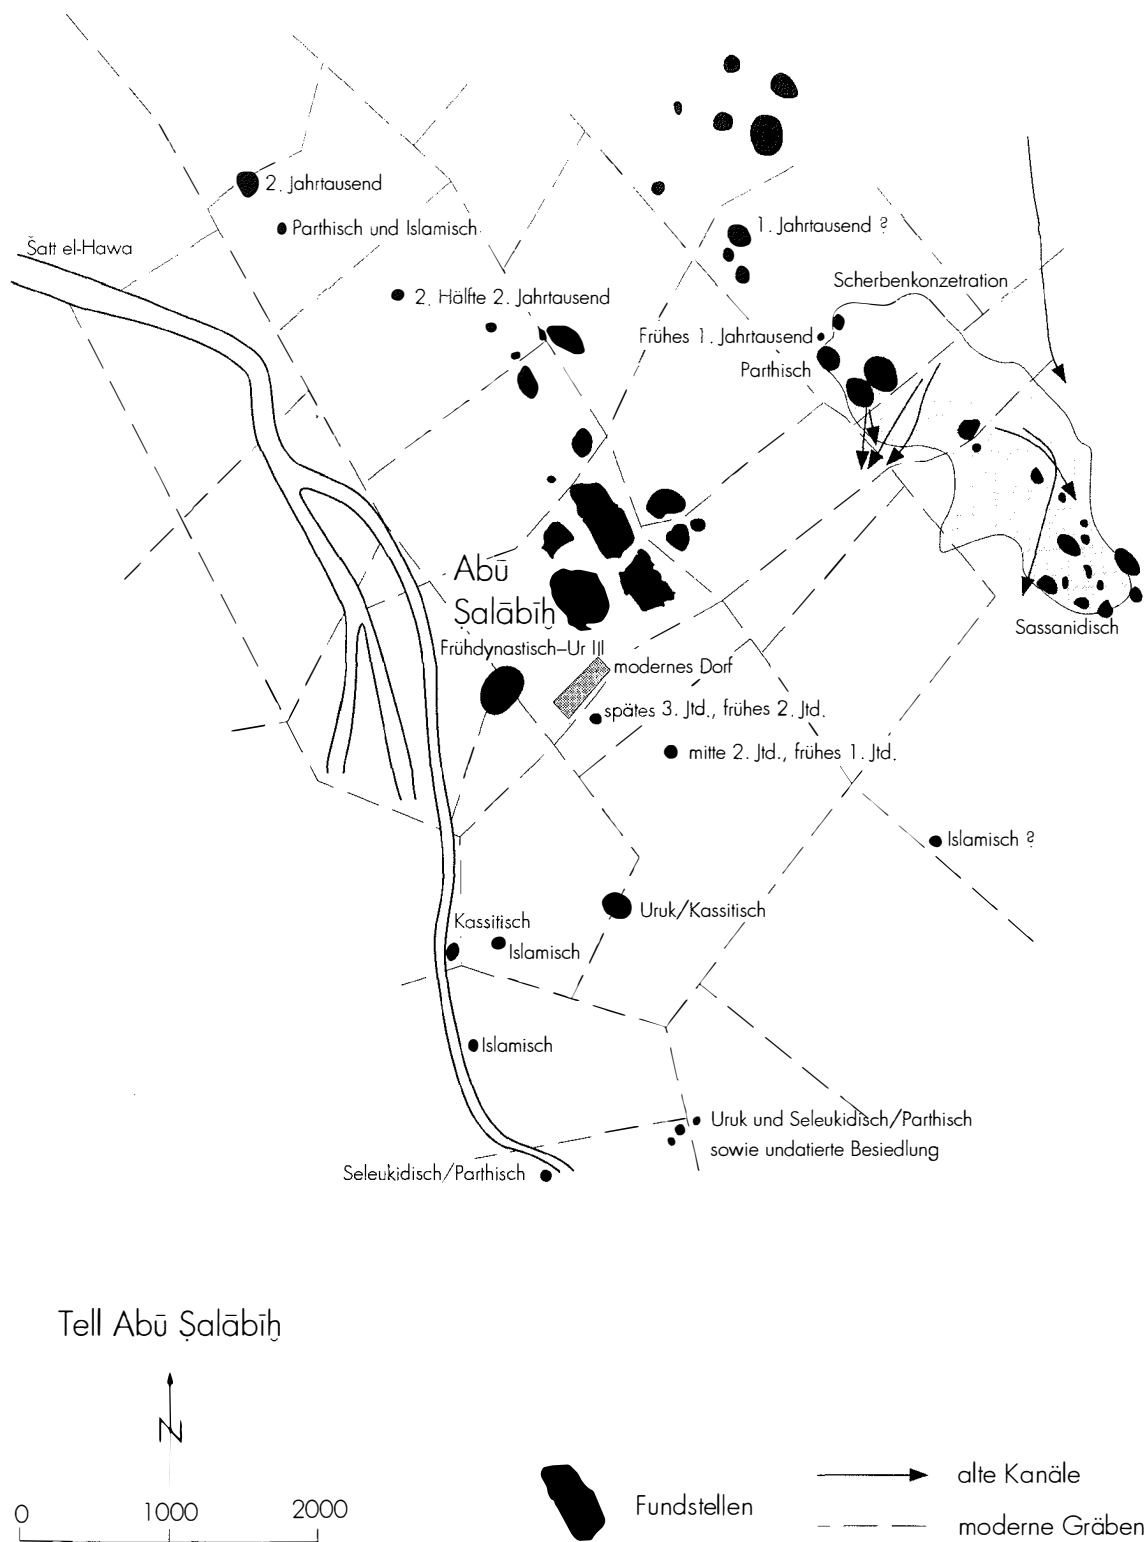 2. Jahrtausend
Parthisch und Islamisch
1. Jahrtausend ?
Šatt el-Hawa
Scherbenkonzetration
2. Hälfte 2. Jahrtausend
Frühes 1. Jahrtausend
Parthisch
Abū
Ṣalābīḫ
Frühdynastisch–Ur III
Sassanidisch
modernes Dorf
spätes 3. Jtd., frühes 2. Jtd.
mitte 2. Jtd., frühes 1. Jtd.
Islamisch ?
Uruk/Kassitisch
Kassitisch
Islamisch
Islamisch
Uruk und Seleukidisch/Parthisch
sowie undatierte Besiedlung
Seleukidisch/Parthisch
Tell Abū Ṣalābīḫ
N
0 1000 2000
Fundstellen
alte Kanäle
moderne Gräben